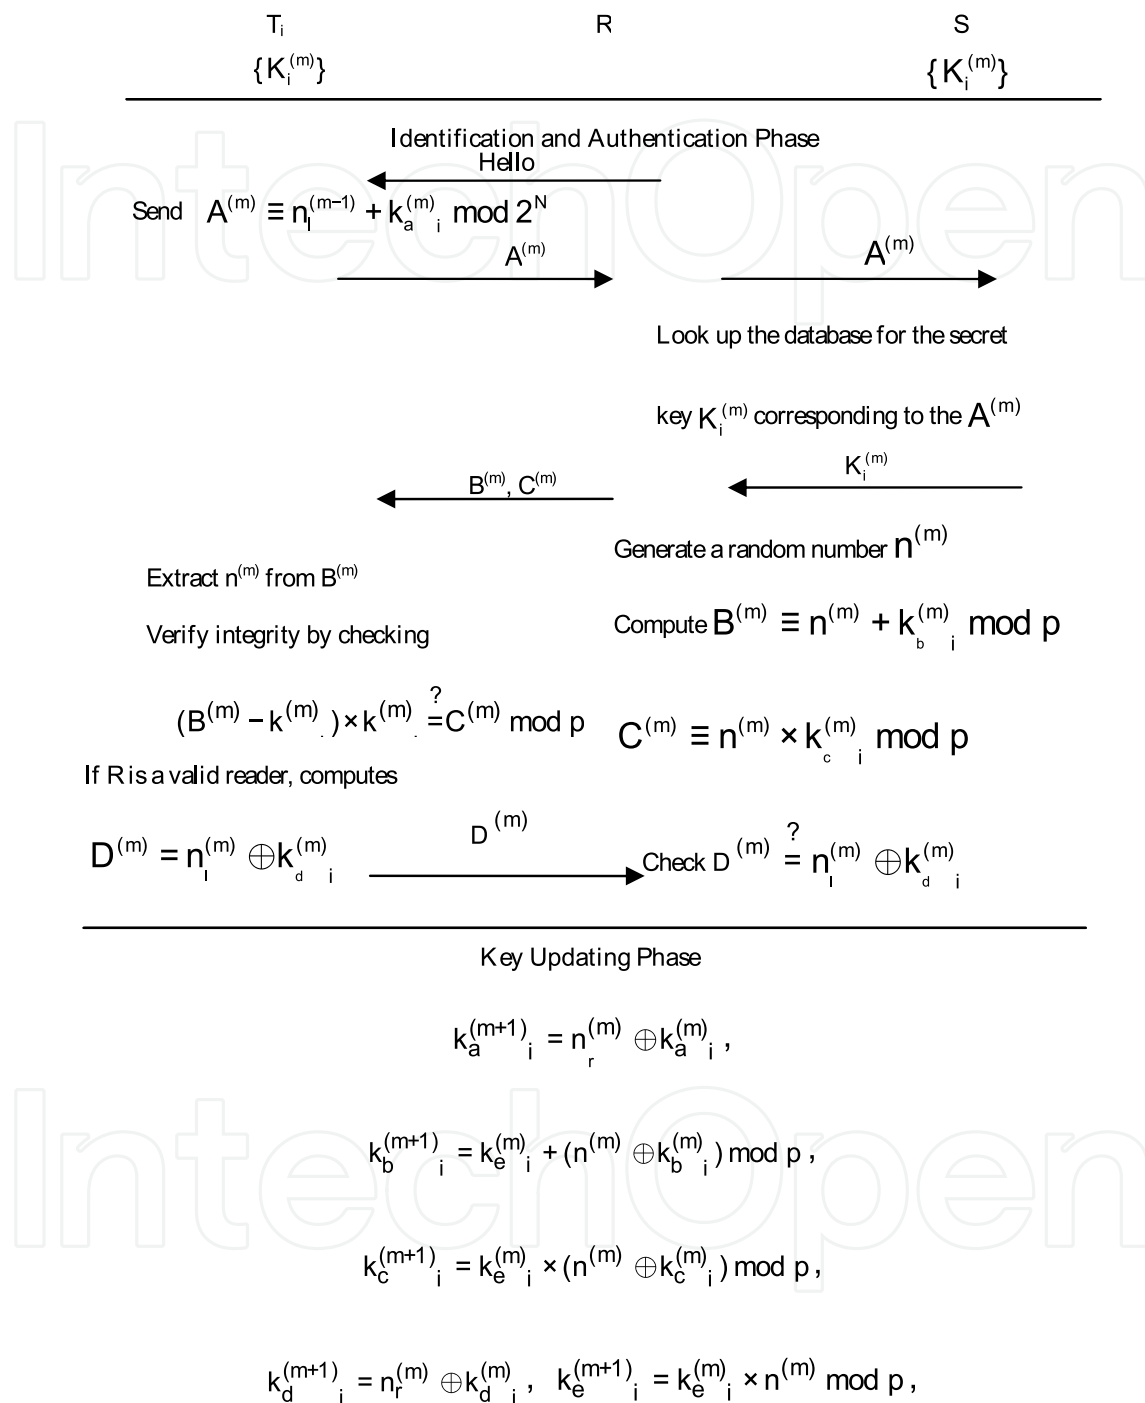 T_i R S
{K_i^(m)} {K_i^(m)}
Identification and Authentication Phase
Hello
Send A^(m) ≡ n_l^(m−1) + k_a^(m)_i mod 2^N
A^(m) A^(m)
Look up the database for the secret
key K_i^(m) corresponding to the A^(m)
K_i^(m)
B^(m), C^(m)
Generate a random number n^(m)
Extract n^(m) from B^(m)
Compute B^(m) ≡ n^(m) + k_b^(m)_i mod p
Verify integrity by checking
(B^(m) − k^(m)) × k^(m) ≟ C^(m) mod p
C^(m) ≡ n^(m) × k_c^(m)_i mod p
If R is a valid reader, computes
D^(m) = n_l^(m) ⊕ k_d^(m)_i
D^(m)
Check D^(m) ≟ n_l^(m) ⊕ k_d^(m)_i
Key Updating Phase
k_a^(m+1)_i = n_r^(m) ⊕ k_a^(m)_i ,
k_b^(m+1)_i = k_e^(m)_i + (n^(m) ⊕ k_b^(m)_i) mod p ,
k_c^(m+1)_i = k_e^(m)_i × (n^(m) ⊕ k_c^(m)_i) mod p ,
k_d^(m+1)_i = n_r^(m) ⊕ k_d^(m)_i , k_e^(m+1)_i = k_e^(m)_i × n^(m) mod p ,
IntechOpen
IntechOpen